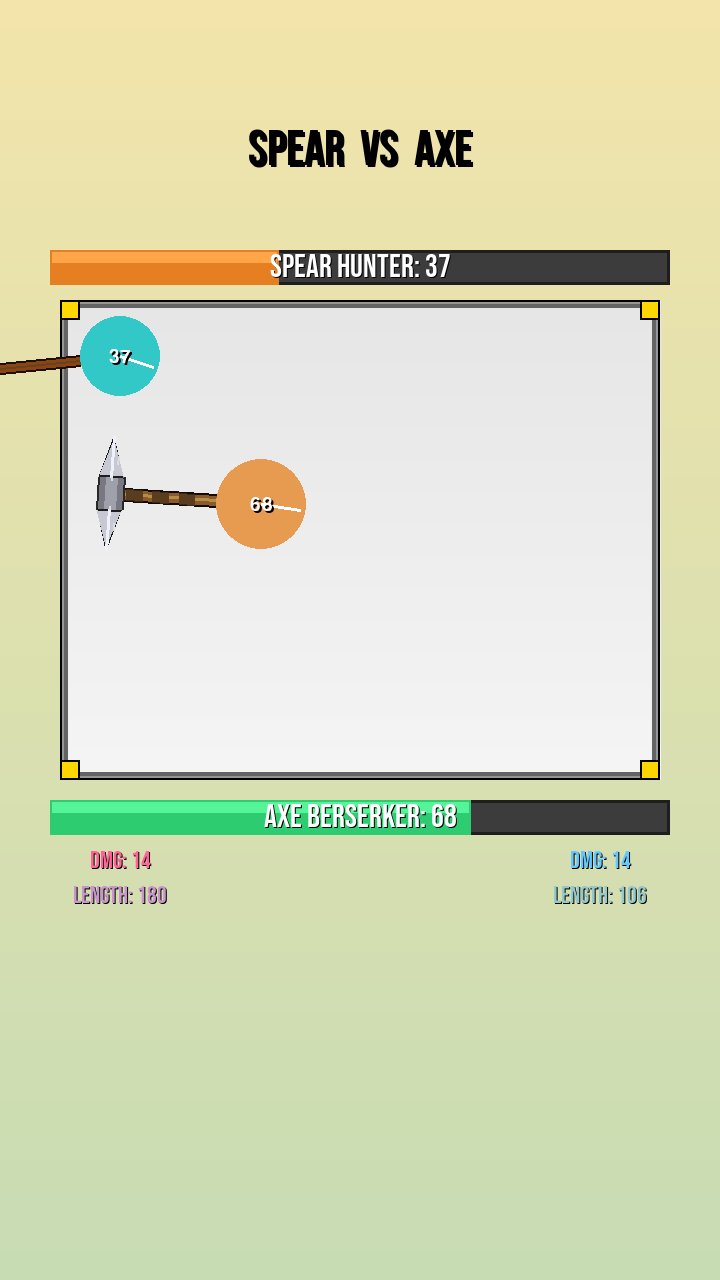 SPEAR VS AXE
SPEAR HUNTER: 37
37
68
AXE BERSERKER: 68
DMG: 14
DMG: 14
LENGTH: 180
LENGTH: 106